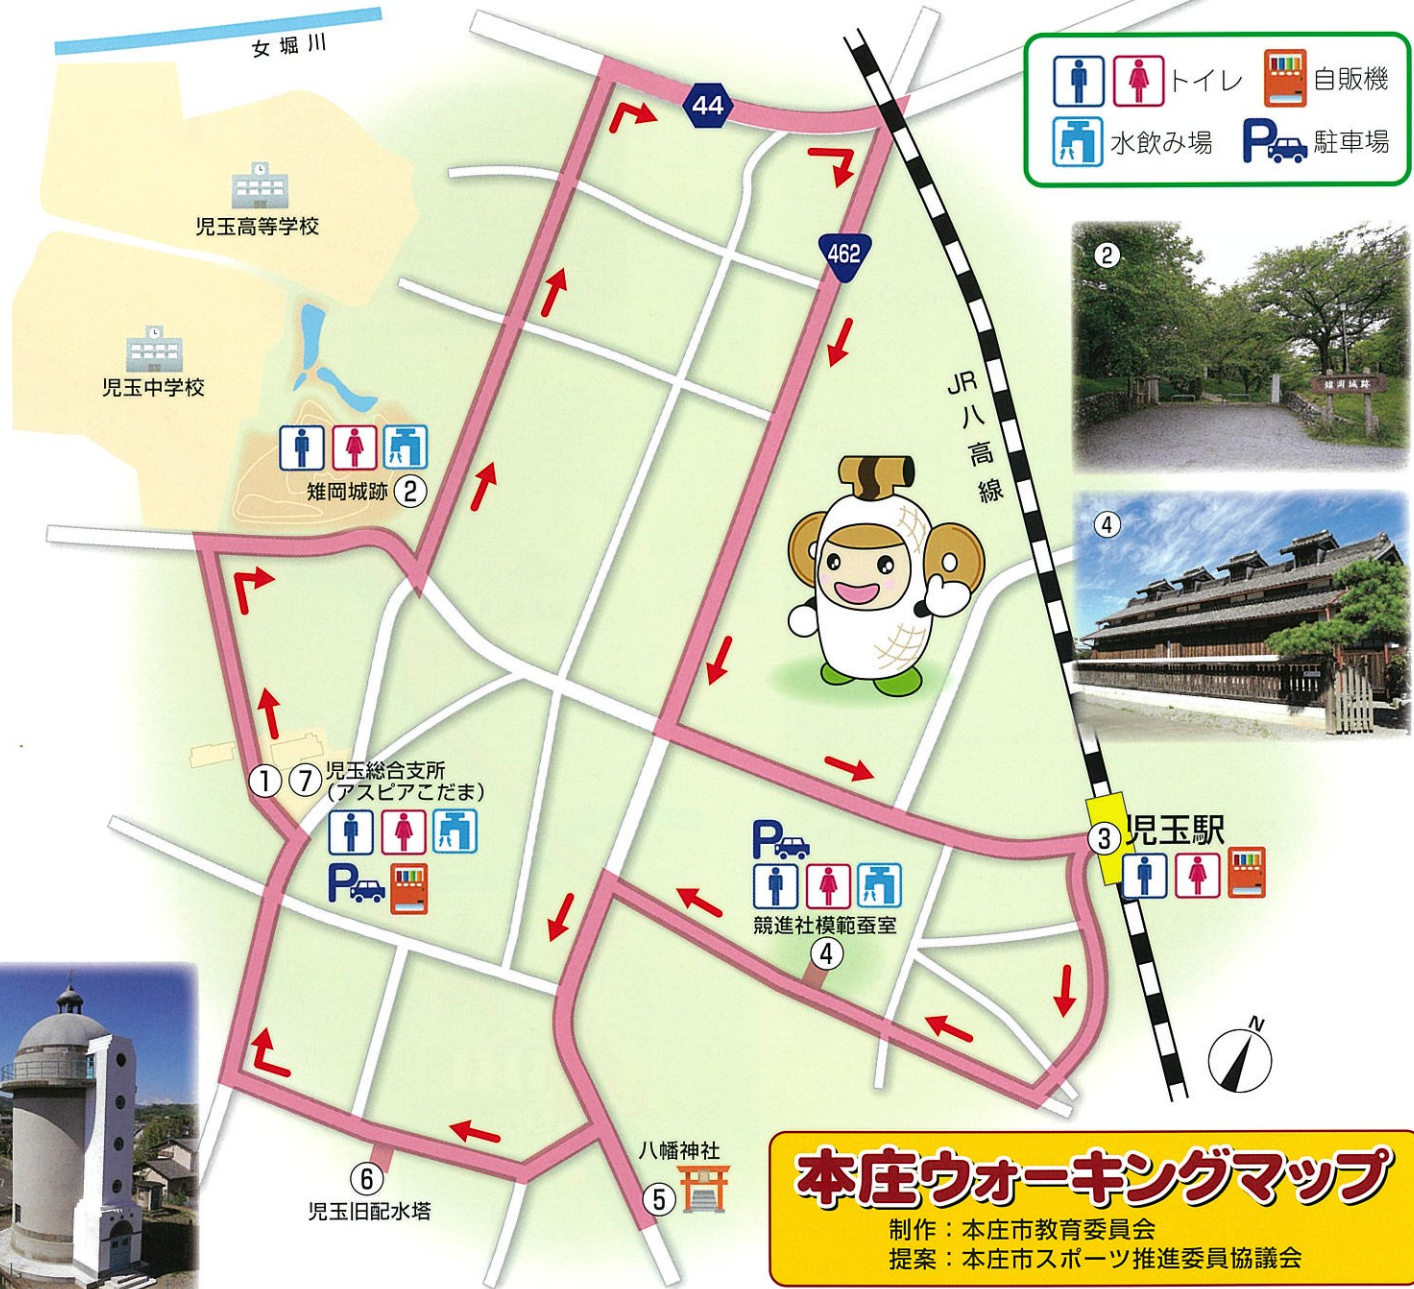 女堀川
44
トイレ
自販機
水飲み場
P
駐車場
児玉高等学校
462
②
雉岡城跡
児玉中学校
JR八高線
雉岡城跡
②
④
①
⑦
児玉総合支所
(アスピアこだま)
P
P
③
児玉駅
競進社模範蚕室
④
N
八幡神社
⑤
⑥
児玉旧配水塔
本庄ウォーキングマップ
制作：本庄市教育委員会
提案：本庄市スポーツ推進委員協議会